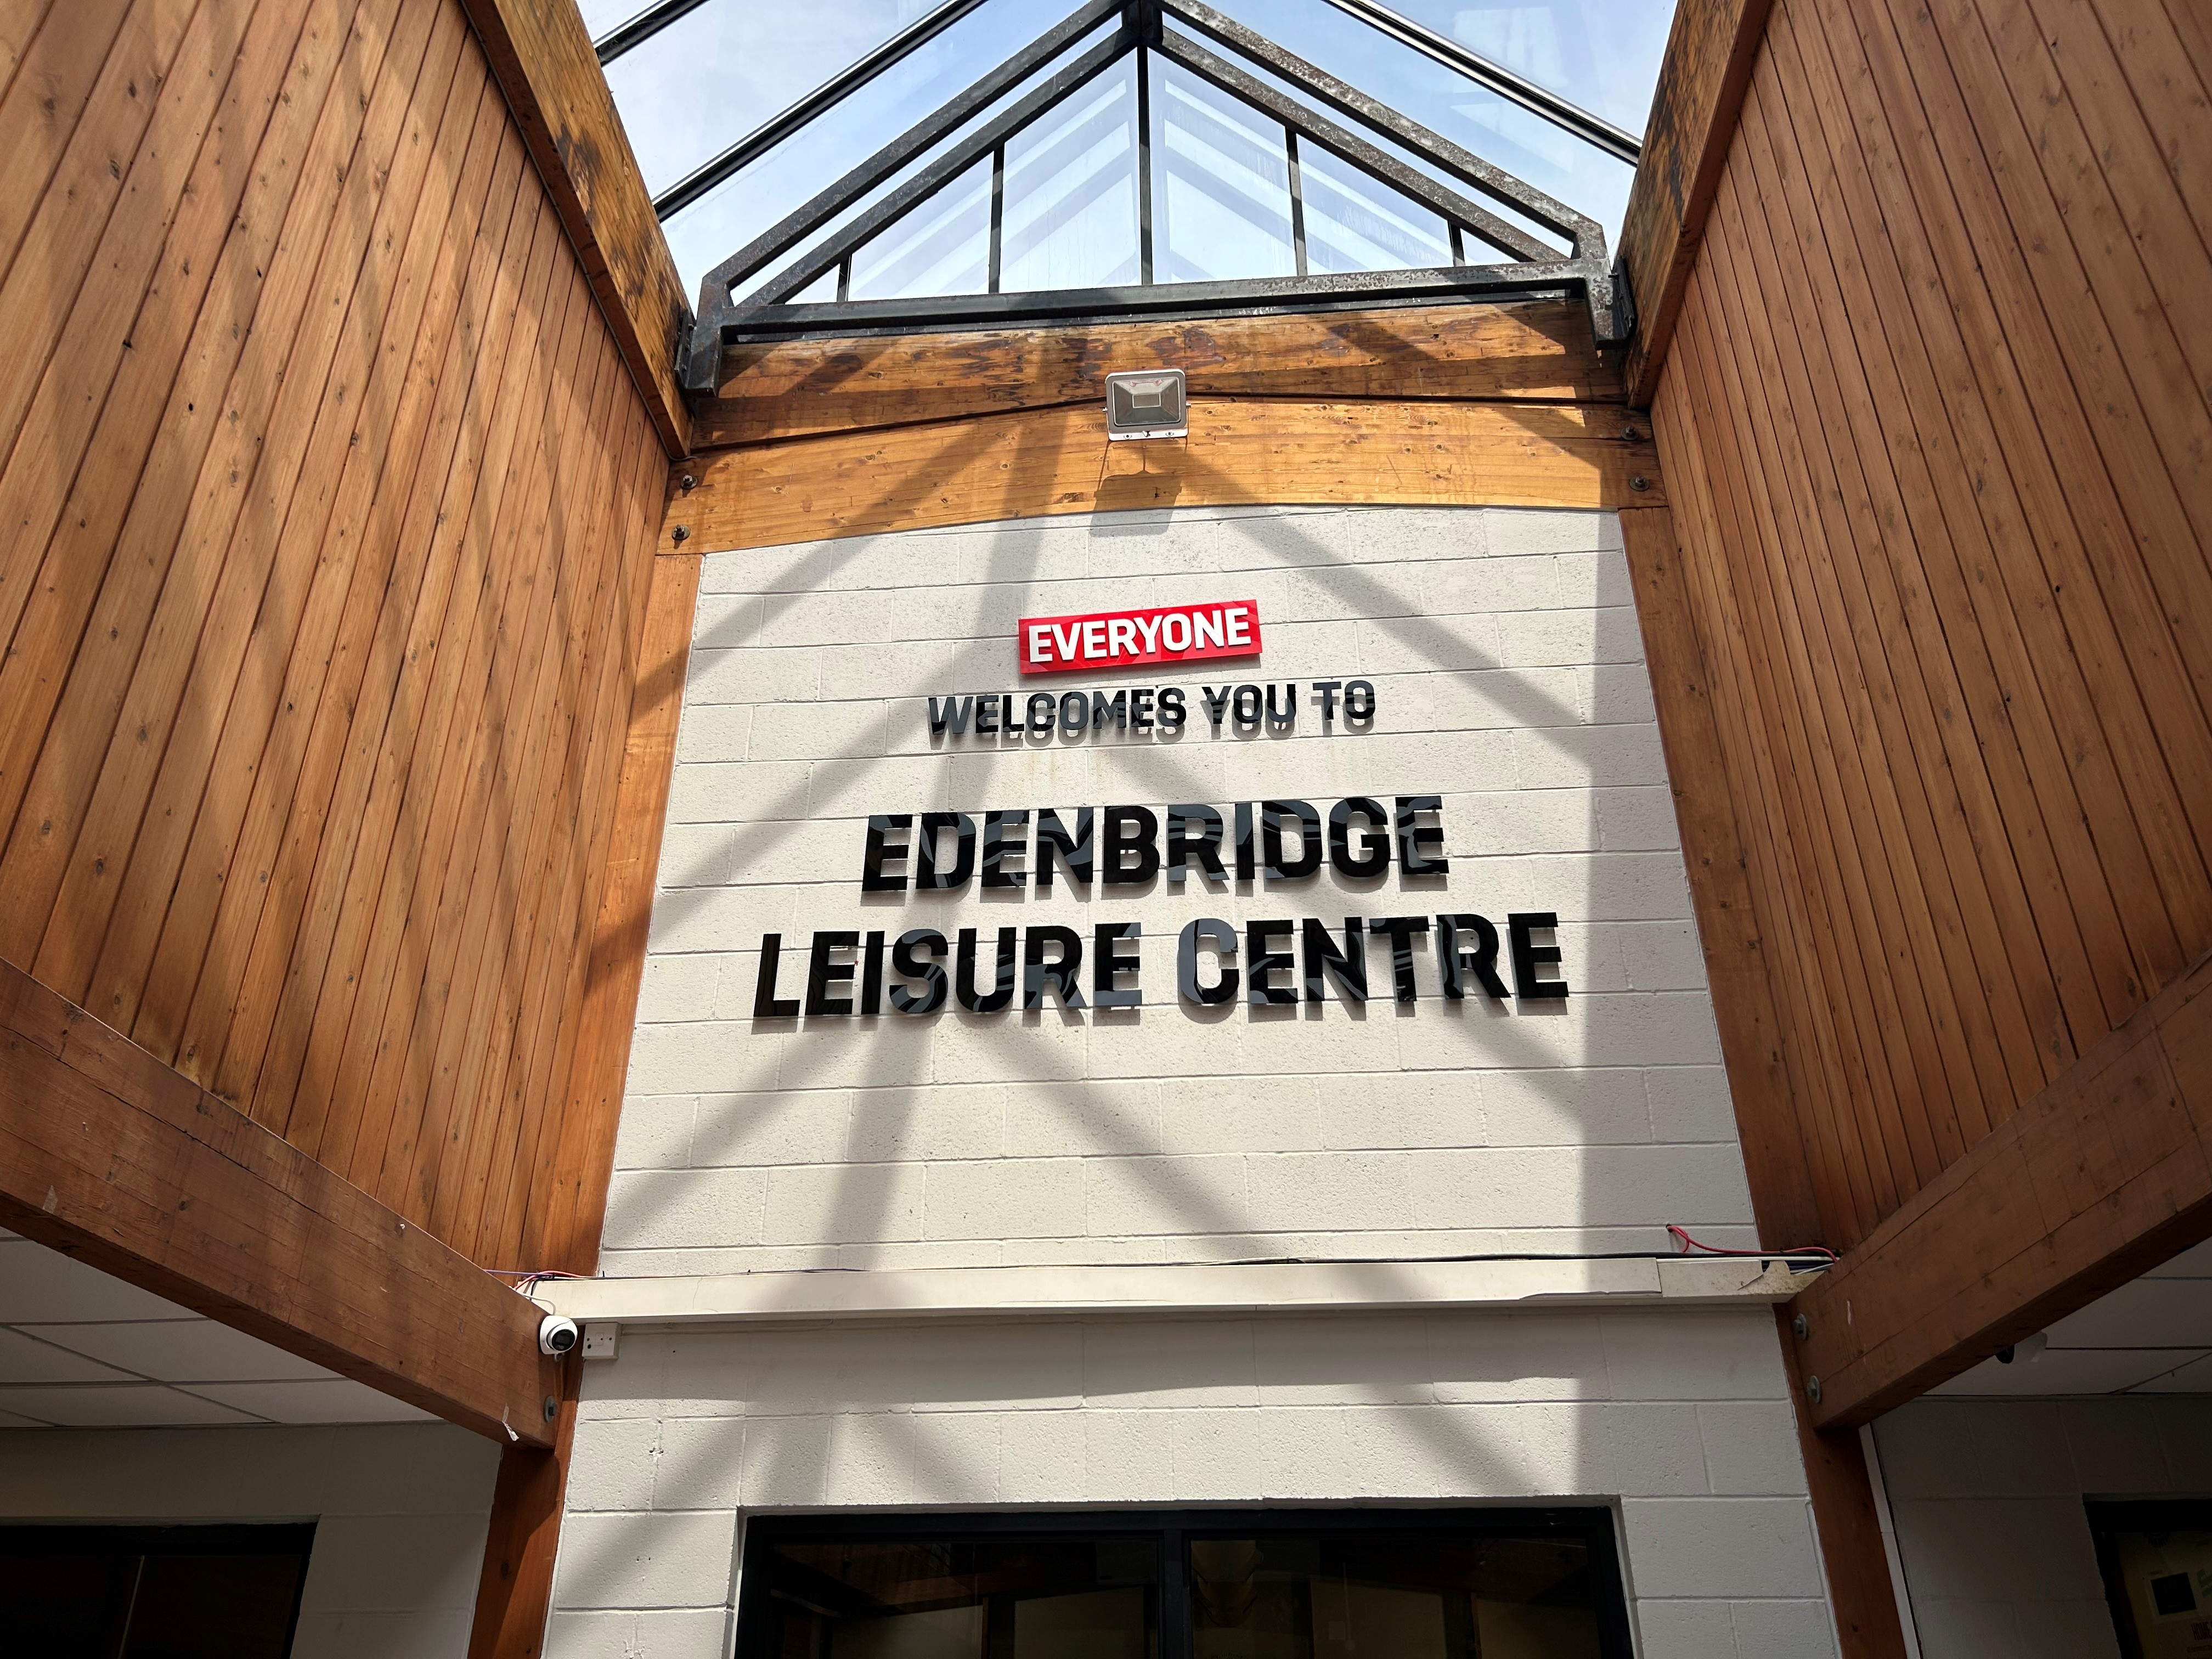 EVERYONE
WELCOMES YOU TO
EDENBRIDGE
LEISURE CENTRE